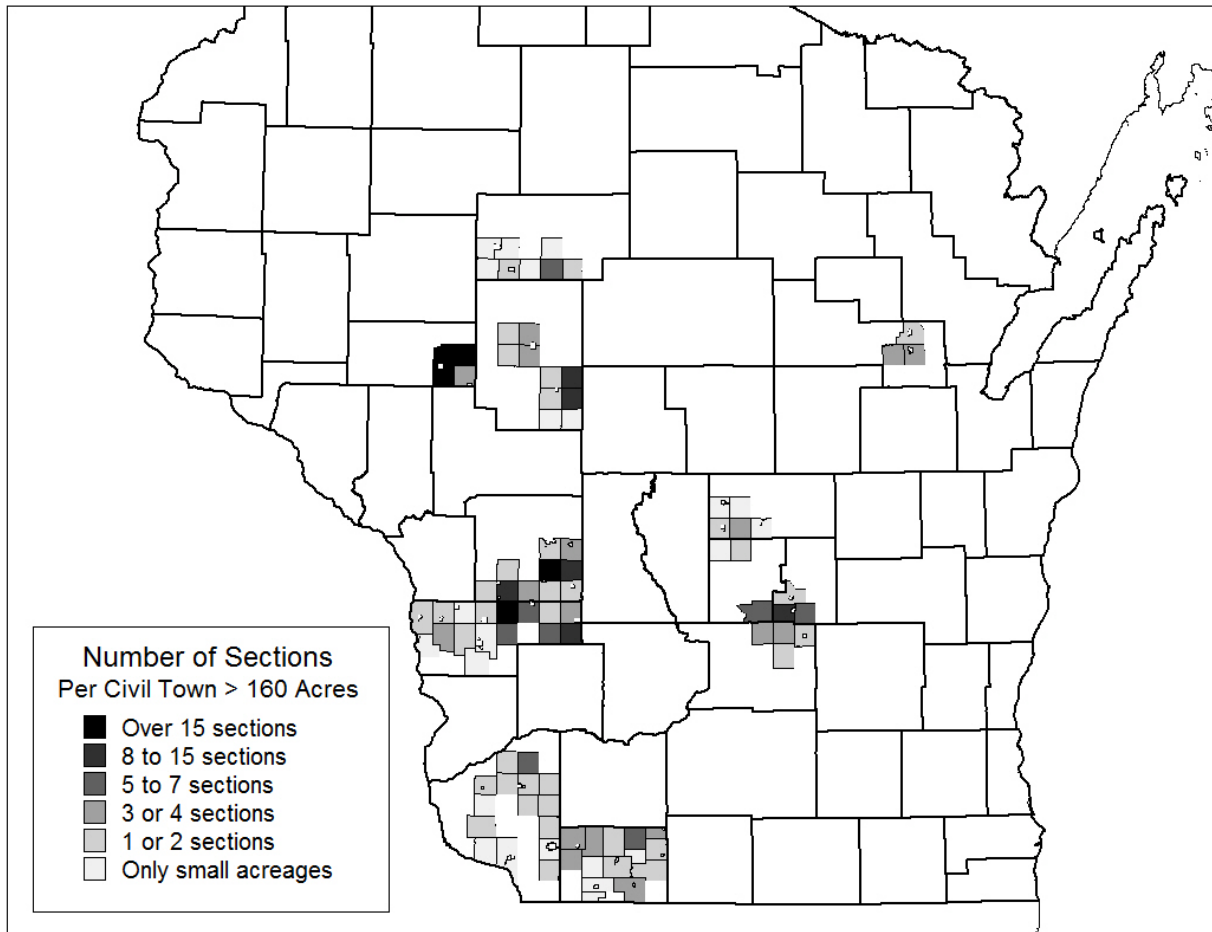 Number of Sections
Per Civil Town > 160 Acres
Over 15 sections
8 to 15 sections
5 to 7 sections
3 or 4 sections
1 or 2 sections
Only small acreages